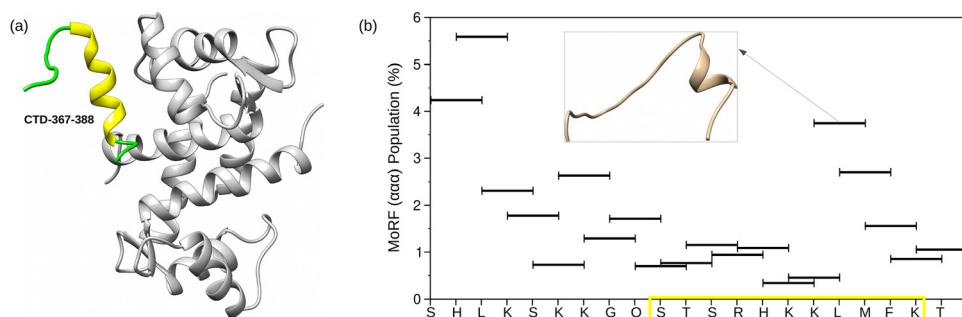 (a)
CTD-367-388
(b)
MoRF (ααα) Population (%)
6
5
4
3
2
1
0
S H L K S K K G Q S T S R H K K L M F K T